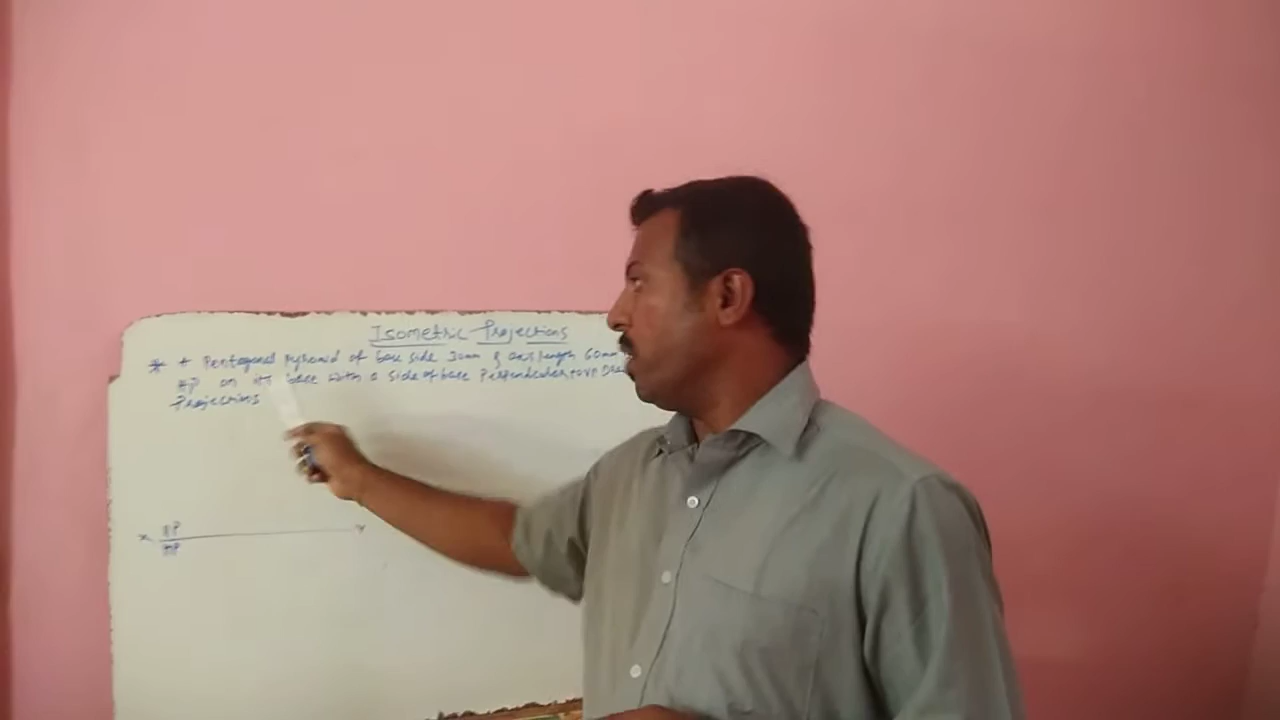 Isometric Projections
* A Pentagonal Pyramid of base side 30mm & axis length 60mm
HP on its base with a side of base Perpendicular to VP. Draw
Projections
X VP Y
HP